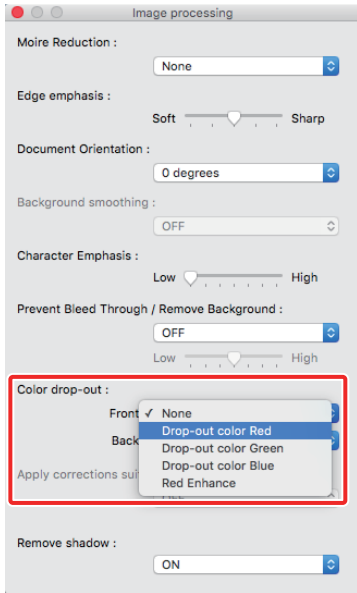 Image processing
Moire Reduction :
None
Edge emphasis :
Soft Sharp
Document Orientation :
0 degrees
Background smoothing :
OFF
Character Emphasis :
Low High
Prevent Bleed Through / Remove Background :
OFF
Low High
Color drop-out :
Front ✓ None
Drop-out color Red
Back Drop-out color Green
Drop-out color Blue
Apply corrections sui
Red Enhance
Remove shadow :
ON